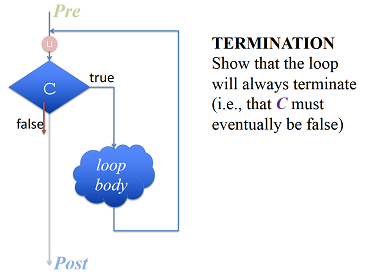 Pre
LI
C
true
false
loop
body
Post
TERMINATION
Show that the loop
will always terminate
(i.e., that C must
eventually be false)